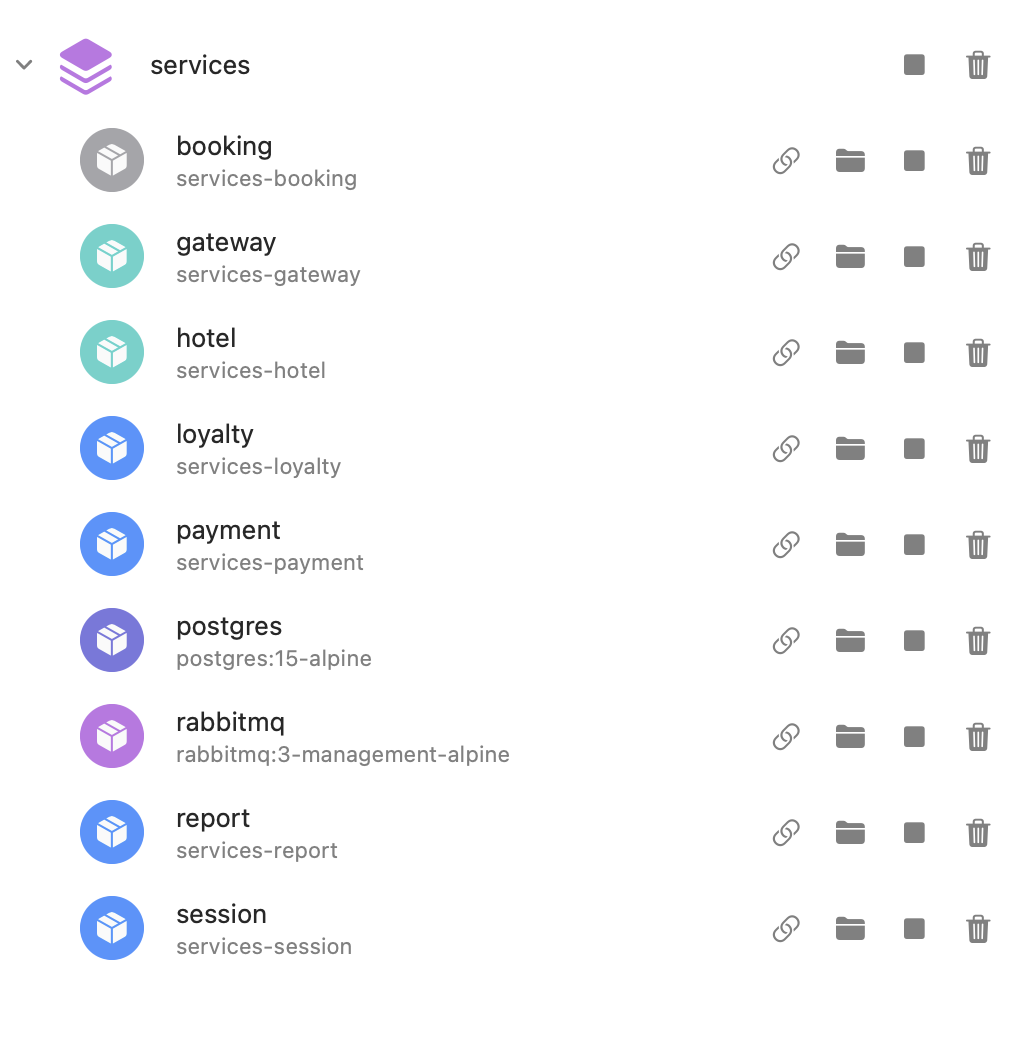 services
booking
services-booking
gateway
services-gateway
hotel
services-hotel
loyalty
services-loyalty
payment
services-payment
postgres
postgres:15-alpine
rabbitmq
rabbitmq:3-management-alpine
report
services-report
session
services-session